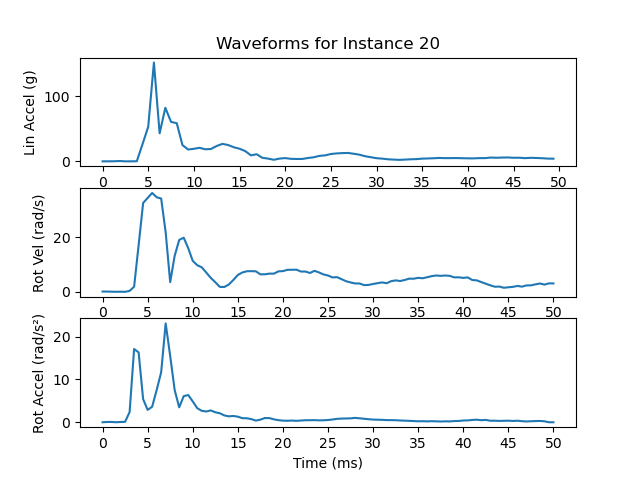 Waveforms for Instance 20
Lin Accel (g)
100
0
0 5 10 15 20 25 30 35 40 45 50
Rot Vel (rad/s)
20
0
0 5 10 15 20 25 30 35 40 45 50
Rot Accel (rad/s²)
20
10
0
0 5 10 15 20 25 30 35 40 45 50
Time (ms)